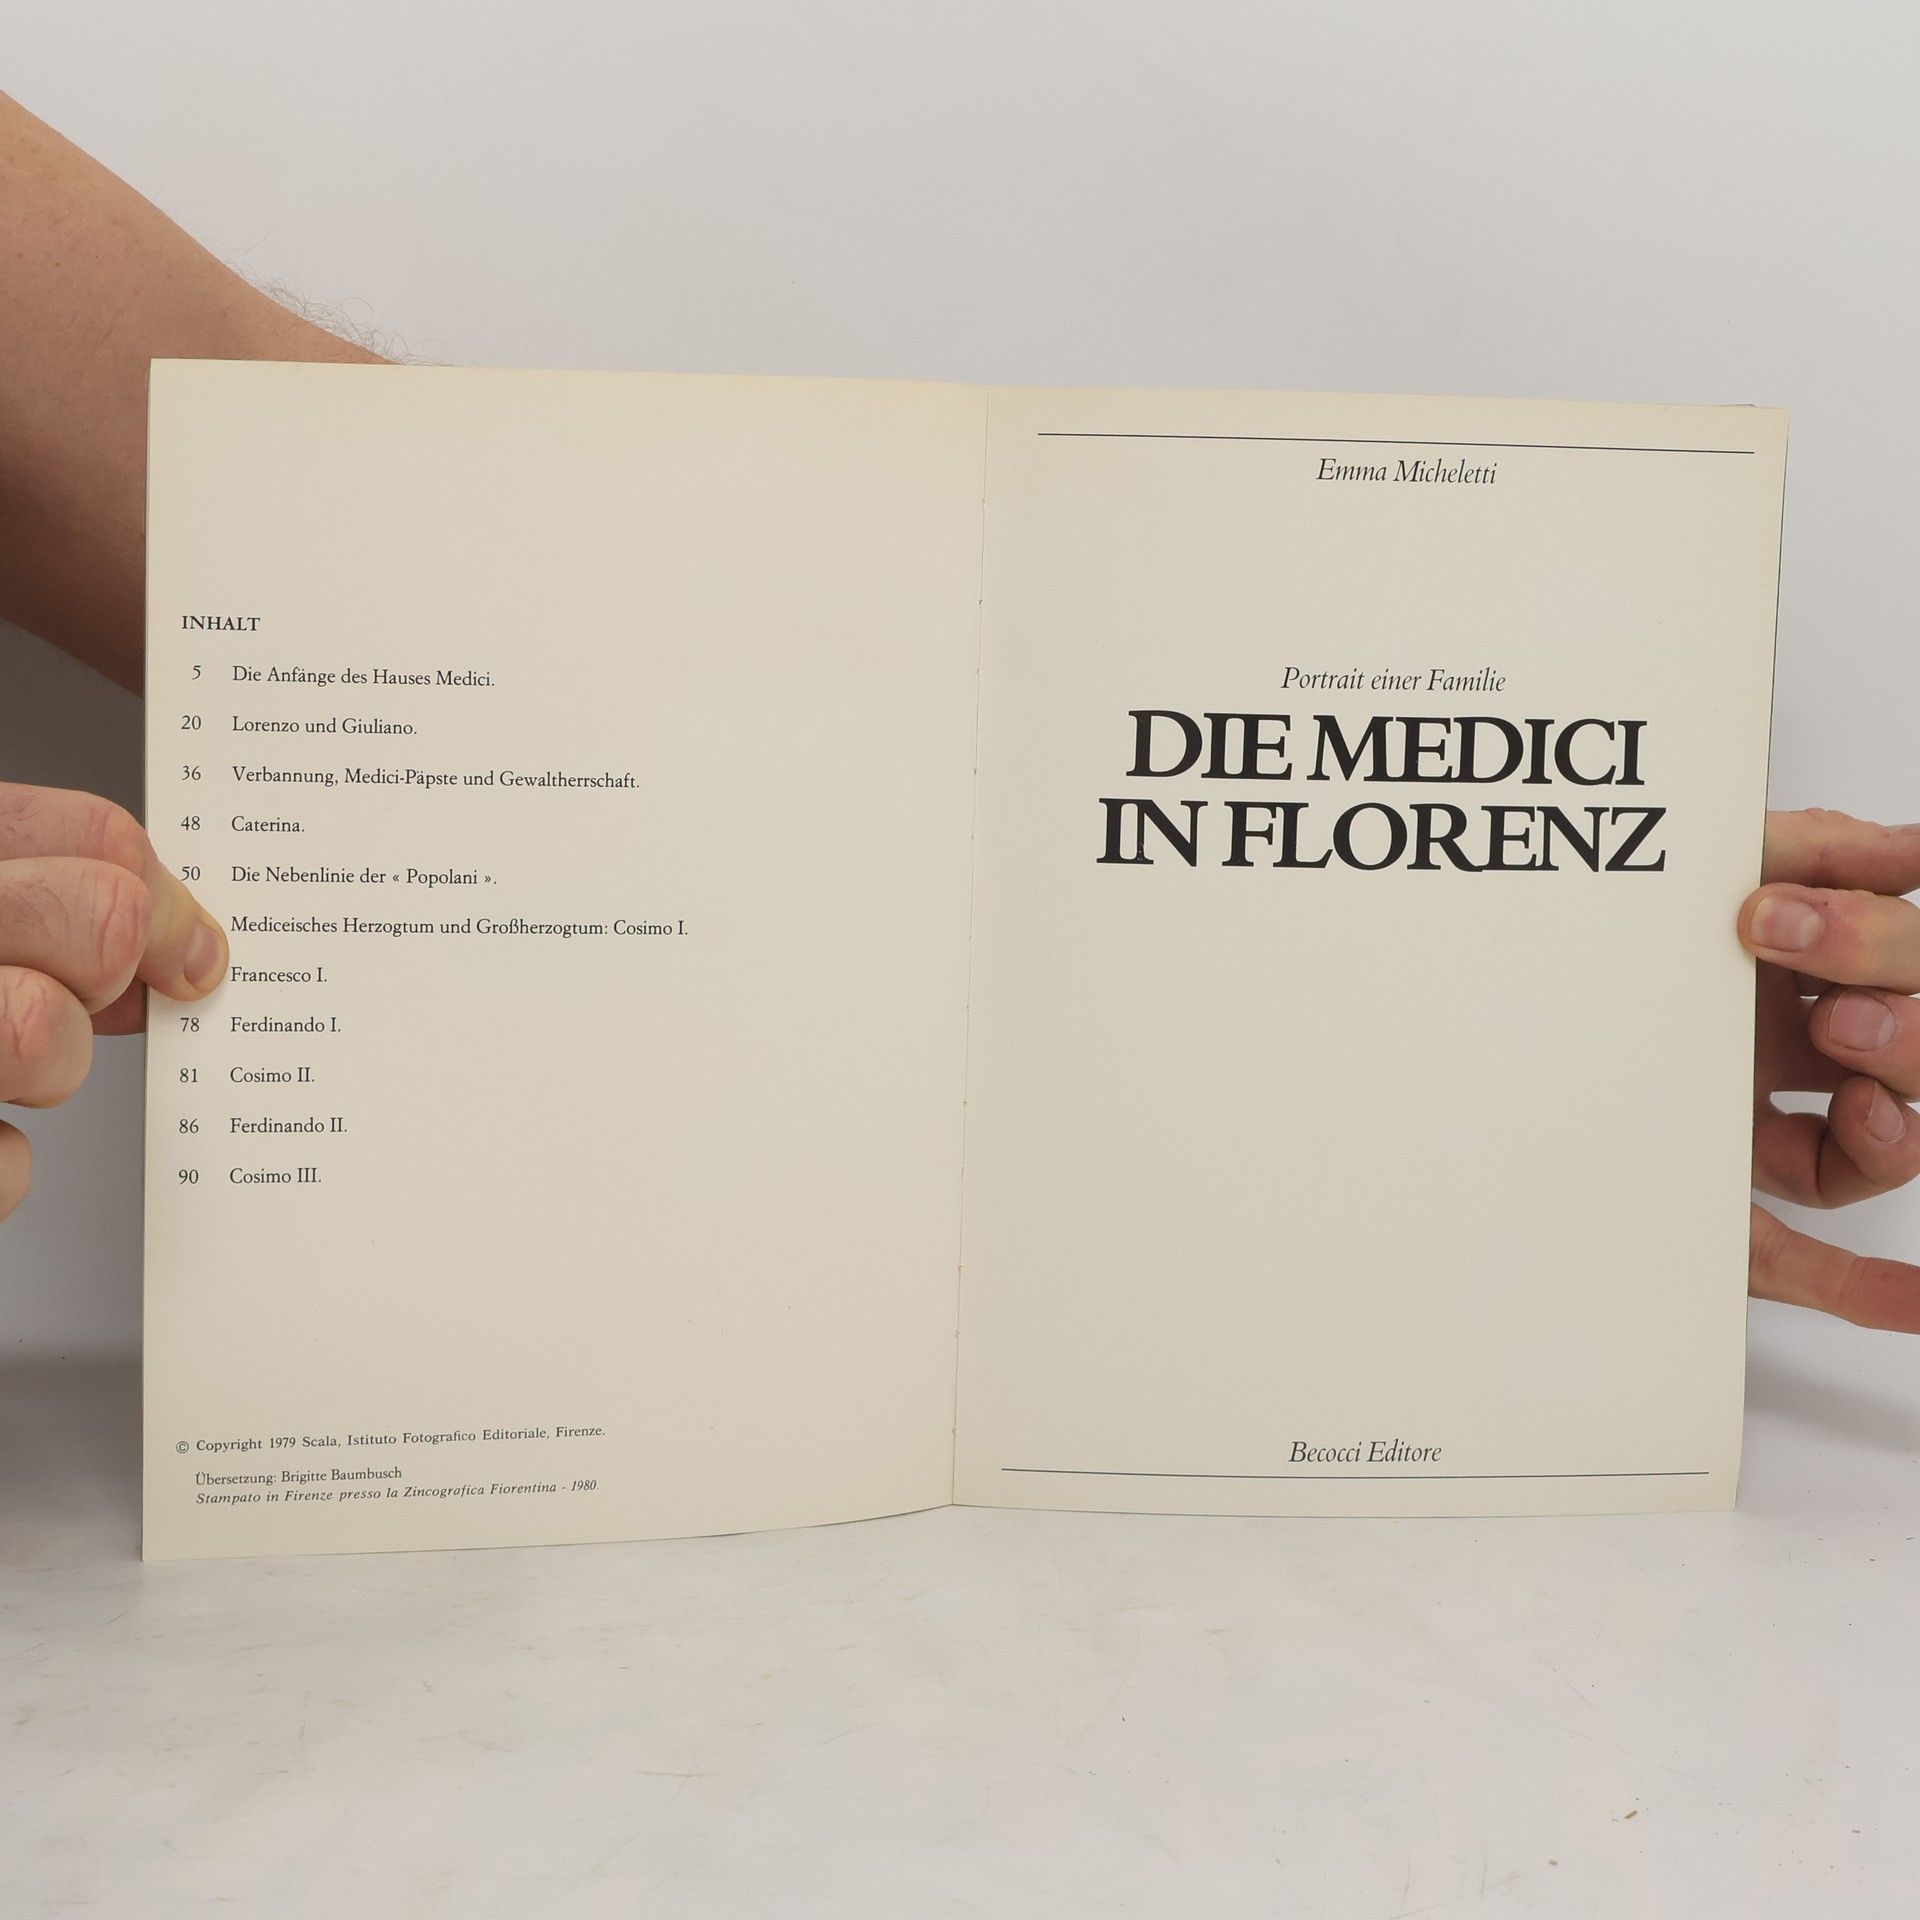 INHALT
5 Die Anfänge des Hauses Medici.
20 Lorenzo und Giuliano.
36 Verbannung, Medici-Päpste und Gewaltherrschaft.
48 Caterina.
50 Die Nebenlinie der « Popolani ».
Mediceisches Herzogtum und Großherzogtum: Cosimo I.
Francesco I.
78 Ferdinando I.
81 Cosimo II.
86 Ferdinando II.
90 Cosimo III.
© Copyright 1979 Scala, Istituto Fotografico Editoriale, Firenze.
Übersetzung: Brigitte Baumbusch
Stampato in Firenze presso la Zincografica Fiorentina - 1980.
Emma Micheletti
Portrait einer Familie
DIE MEDICI
IN FLORENZ
Becocci Editore